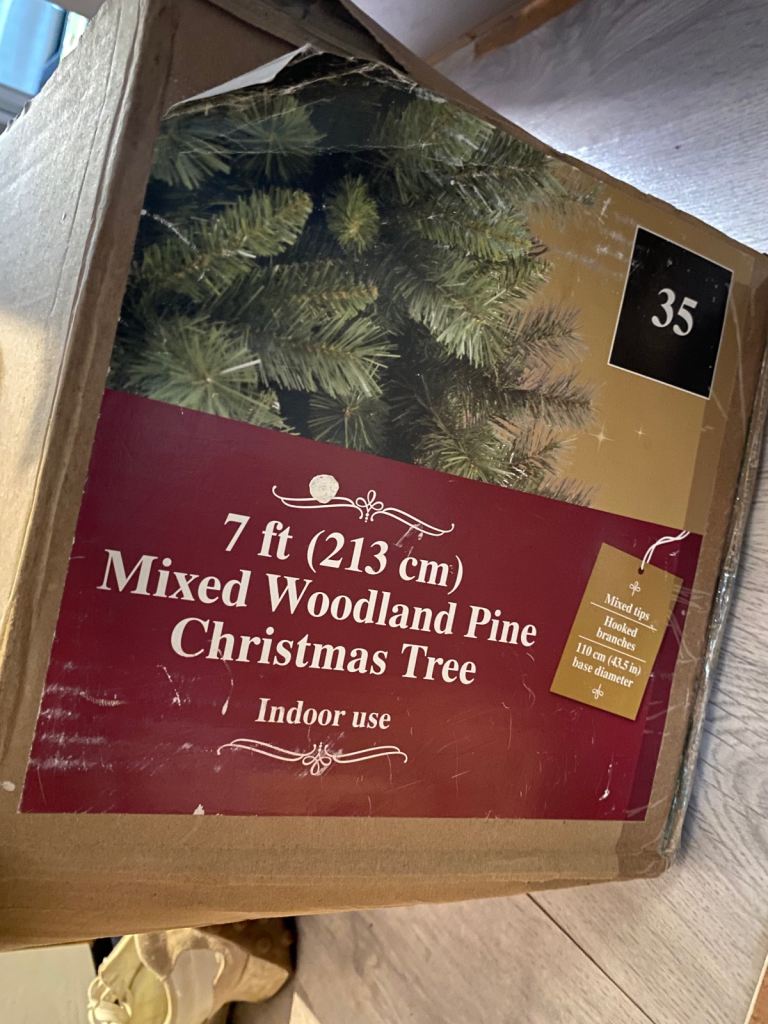 35
7 ft (213 cm)
Mixed Woodland Pine
Christmas Tree
Indoor use
Mixed tips
Hooked
branches
110 cm (43.5 in)
base diameter